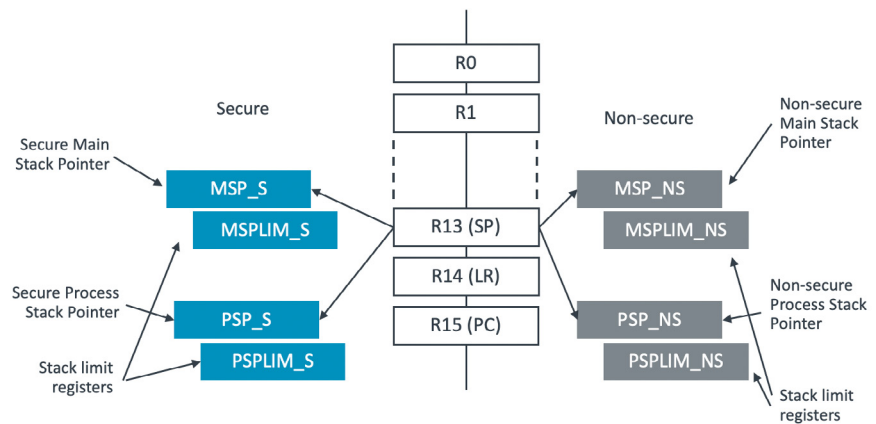 R0
Secure
R1
Non-secure
Non-secure
Main Stack
Pointer
Secure Main
Stack Pointer
MSP_S
MSP_NS
MSPLIM_S
R13 (SP)
MSPLIM_NS
R14 (LR)
Secure Process
Stack Pointer
PSP_S
R15 (PC)
PSP_NS
Non-secure
Process Stack
Pointer
PSPLIM_S
PSPLIM_NS
Stack limit
registers
Stack limit
registers